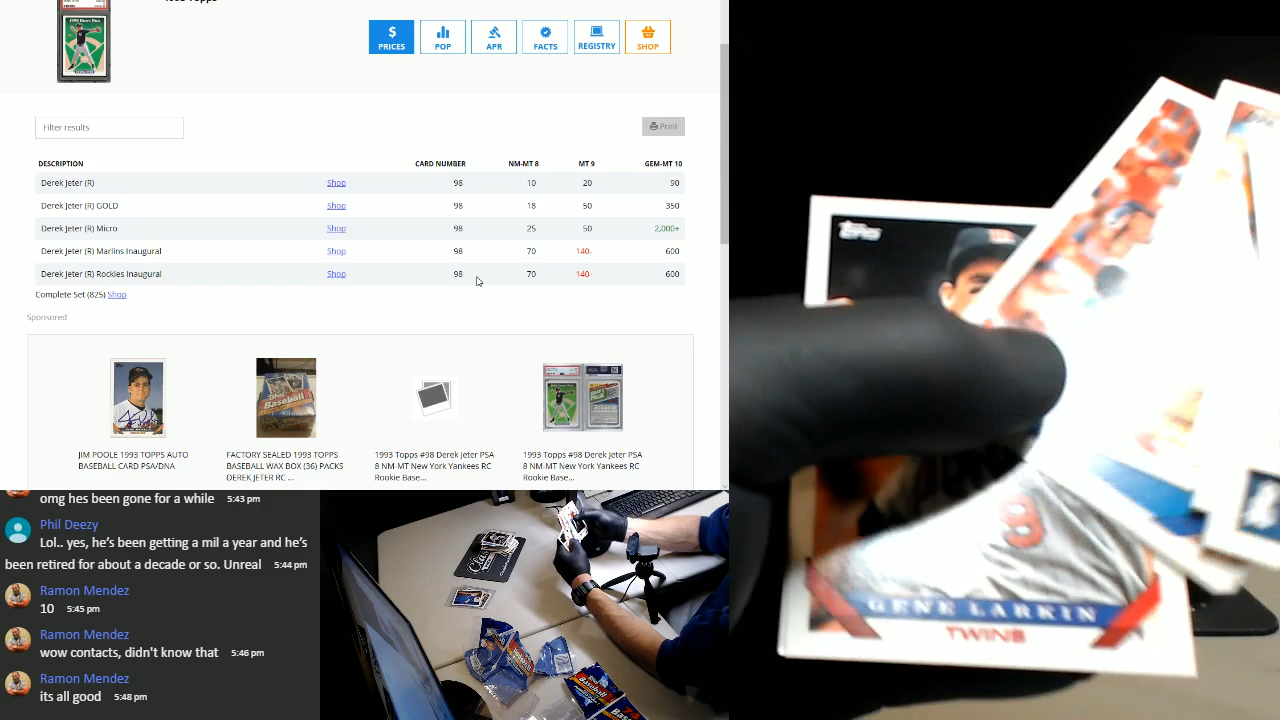 $ PRICES
POP
APR
FACTS
REGISTRY
SHOP
Filter results
Print
DESCRIPTION CARD NUMBER NM-MT 8 MT 9 GEM-MT 10
Derek Jeter (R) Shop 98 10 20 90
Derek Jeter (R) GOLD Shop 98 18 50 350
Derek Jeter (R) Micro Shop 98 25 50 2,000+
Derek Jeter (R) Marlins Inaugural Shop 98 70 140- 600
Derek Jeter (R) Rockies Inaugural Shop 98 70 140- 600
Complete Set (825) Shop
Sponsored
JIM POOLE 1993 TOPPS AUTO
BASEBALL CARD PSA/DNA
FACTORY SEALED 1993 TOPPS
BASEBALL WAX BOX (36) PACKS
DEREK JETER RC ...
1993 Topps #98 Derek Jeter PSA
8 NM-MT New York Yankees RC
Rookie Base...
1993 Topps #98 Derek Jeter PSA
8 NM-MT New York Yankees RC
Rookie Base...
omg hes been gone for a while 5:43 pm
Phil Deezy
Lol.. yes, he's been getting a mil a year and he's
been retired for about a decade or so. Unreal 5:44 pm
Ramon Mendez
10 5:45 pm
Ramon Mendez
wow contacts, didn't know that 5:46 pm
Ramon Mendez
its all good 5:48 pm
Topps
9
GENE LARKIN
TWINS
Baseball